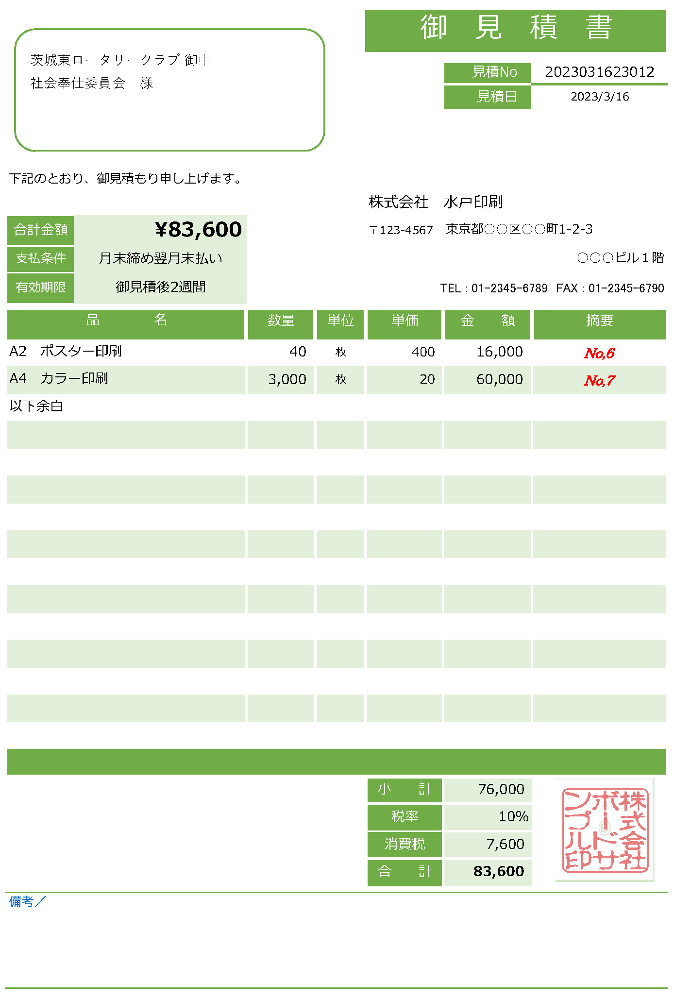 御 見 積 書
茨城東ロータリークラブ 御中
社会奉仕委員会 様
見積No 2023031623012
見積日 2023/3/16
下記のとおり、御見積もり申し上げます。
株式会社 水戸印刷
合計金額 ¥83,600
〒123-4567 東京都○○区○○町1-2-3
支払条件 月末締め翌月末払い
○○○ビル１階
有効期限 御見積後2週間
TEL：01-2345-6789 FAX：01-2345-6790
品 名 数量 単位 単価 金 額 摘要
A2 ポスター印刷 40 枚 400 16,000 No,6
A4 カラー印刷 3,000 枚 20 60,000 No,7
以下余白
小 計 76,000
税率 10%
消費税 7,600
合 計 83,600
株式会社
ボードサ
ンプル印
印
備考／